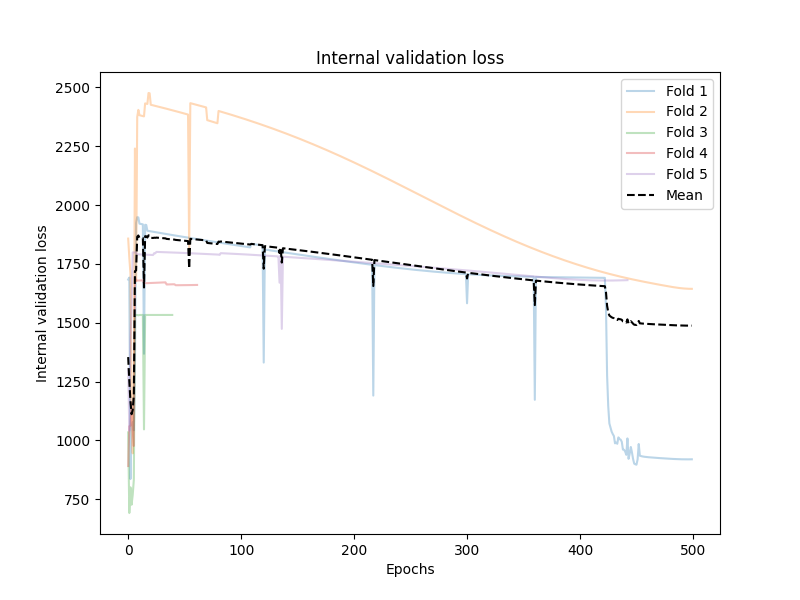 Internal validation loss
Internal validation loss
2500
2250
2000
1750
1500
1250
1000
750
0
100
200
300
400
500
Epochs
Fold 1
Fold 2
Fold 3
Fold 4
Fold 5
Mean